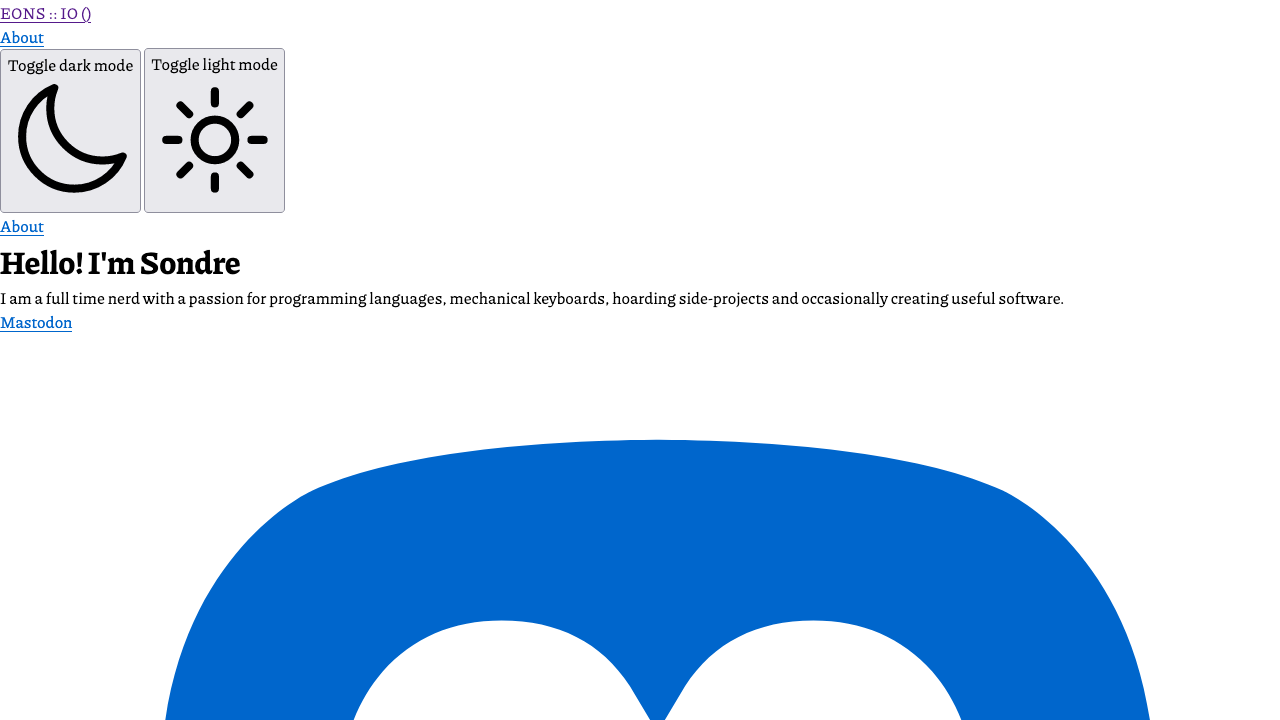 EONS :: IO ()
About
Toggle dark mode
Toggle light mode
About
Hello! I'm Sondre
I am a full time nerd with a passion for programming languages, mechanical keyboards, hoarding side-projects and occasionally creating useful software.
Mastodon